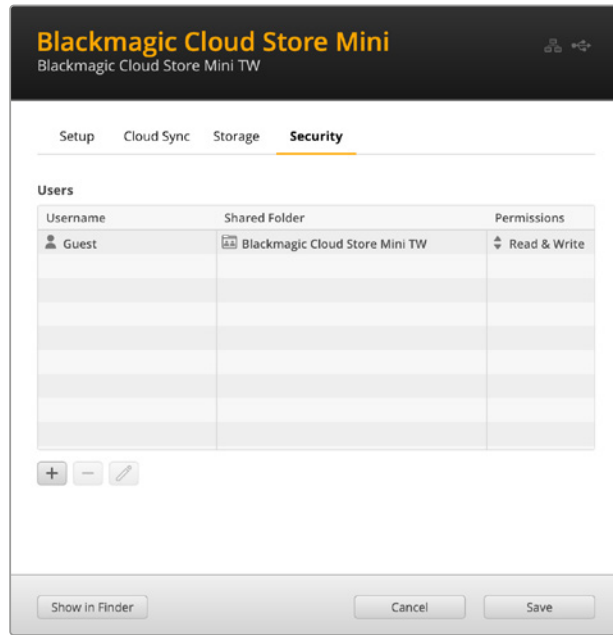 Blackmagic Cloud Store Mini
Blackmagic Cloud Store Mini TW
Setup Cloud Sync Storage Security
Users
Username Shared Folder Permissions
Guest Blackmagic Cloud Store Mini TW Read & Write
Show in Finder Cancel Save